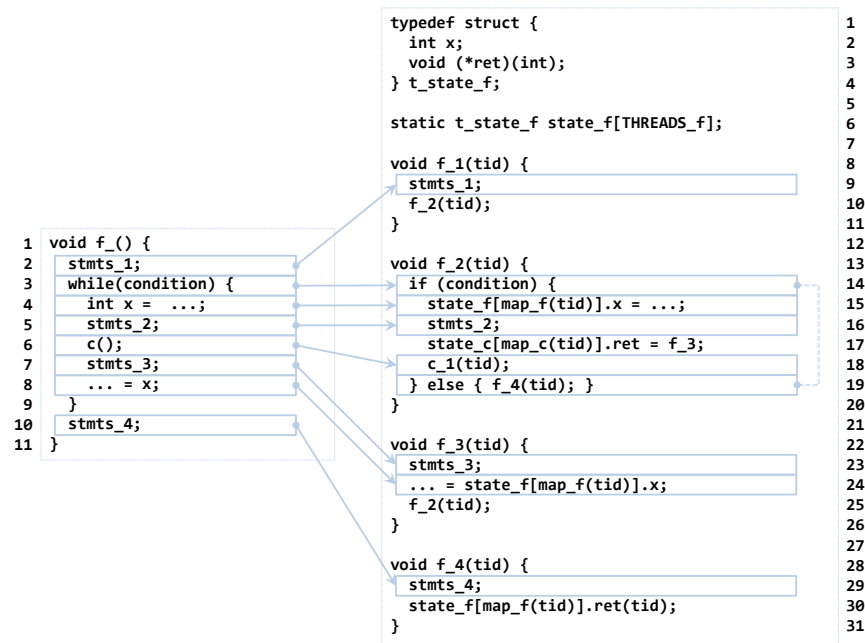 1 void f_() {
2 stmts_1;
3 while(condition) {
4 int x = ...;
5 stmts_2;
6 c();
7 stmts_3;
8 ... = x;
9 }
10 stmts_4;
11 }
typedef struct { 1
int x; 2
void (*ret)(int); 3
} t_state_f; 4
5
static t_state_f state_f[THREADS_f]; 6
7
void f_1(tid) { 8
stmts_1; 9
f_2(tid); 10
} 11
12
void f_2(tid) { 13
if (condition) { 14
state_f[map_f(tid)].x = ...; 15
stmts_2; 16
state_c[map_c(tid)].ret = f_3; 17
c_1(tid); 18
} else { f_4(tid); } 19
} 20
21
void f_3(tid) { 22
stmts_3; 23
... = state_f[map_f(tid)].x; 24
f_2(tid); 25
} 26
27
void f_4(tid) { 28
stmts_4; 29
state_f[map_f(tid)].ret(tid); 30
} 31